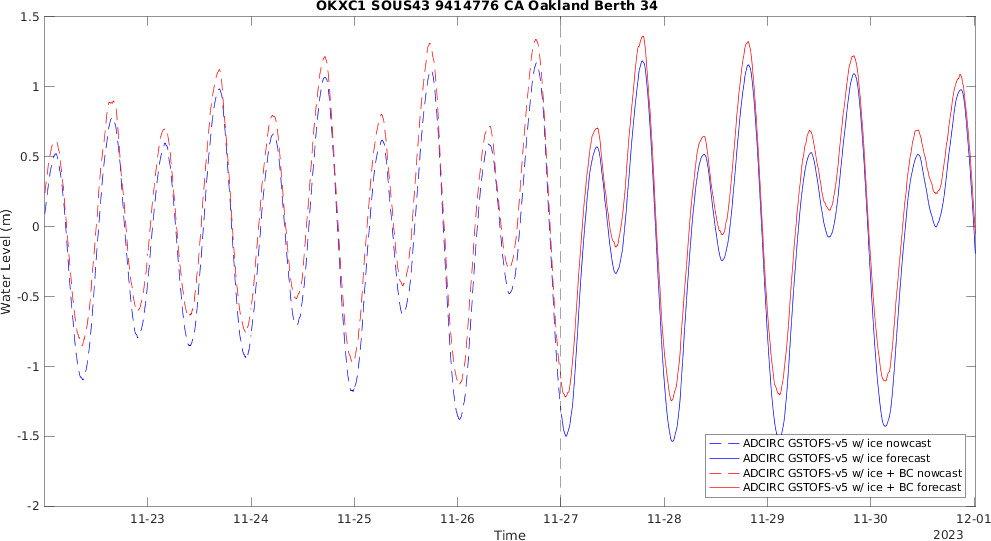 OKXC1 SOUS43 9414776 CA Oakland Berth 34
1.5
1
0.5
0
-0.5
-1
-1.5
-2
Water Level (m)
ADCIRC GSTOFS-v5 w/ ice nowcast
ADCIRC GSTOFS-v5 w/ ice forecast
ADCIRC GSTOFS-v5 w/ ice + BC nowcast
ADCIRC GSTOFS-v5 w/ ice + BC forecast
11-23 11-24 11-25 11-26 11-27 11-28 11-29 11-30 12-01
Time 2023